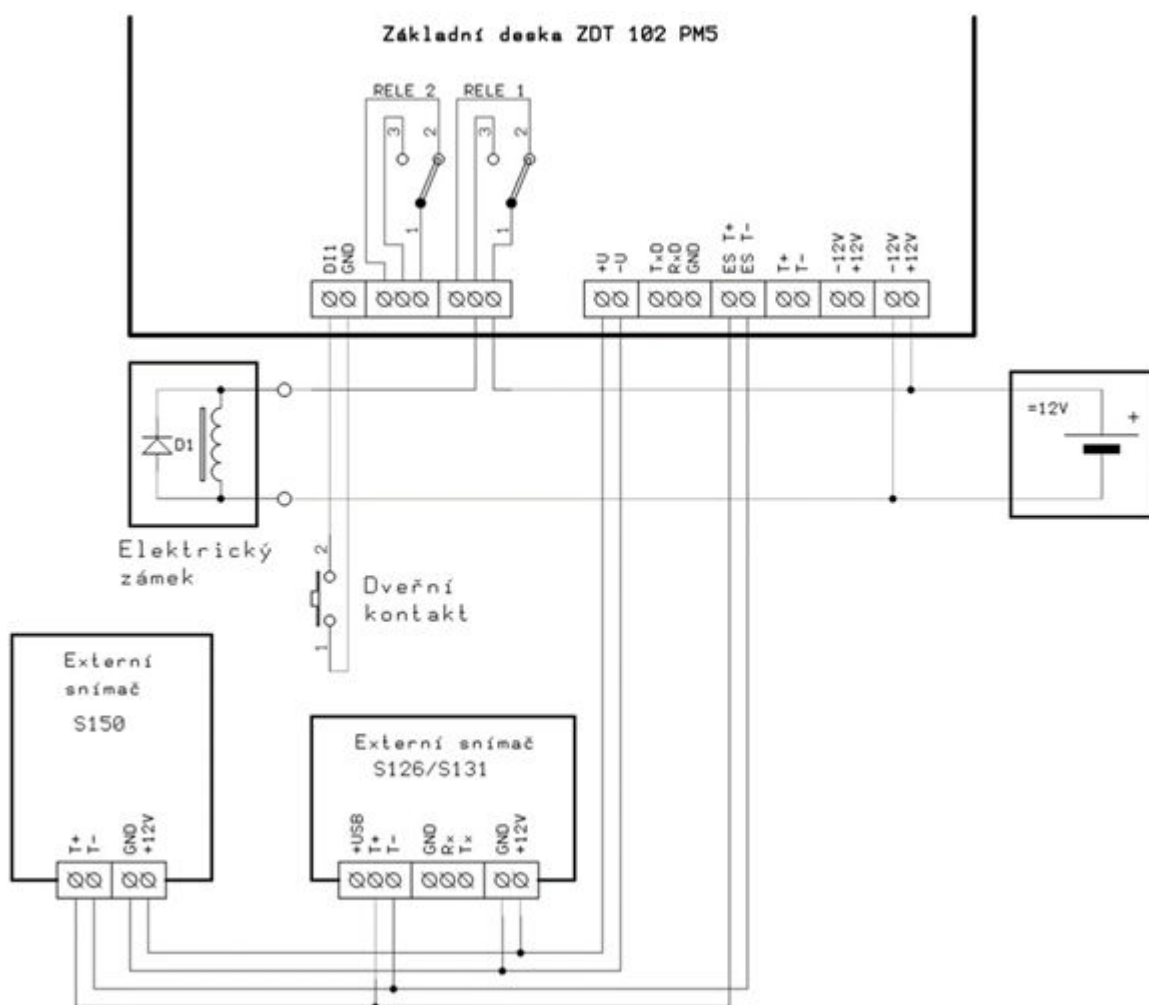 Základní deska ZDT 102 PM5
RELE 2
RELE 1
3
2
3
2
1
1
DI1
GND
+U
-U
TxD
RxD
GND
ES T+
ES T-
T+
T-
-12V
+12V
-12V
+12V
D1
=12V
+
Elektrický
zámek
2
1
Dveřní
kontakt
Externí
snímač
S150
T+
T-
GND
+12V
Externí snímač
S126/S131
+USB
T+
T-
GND
Rx
Tx
GND
+12V